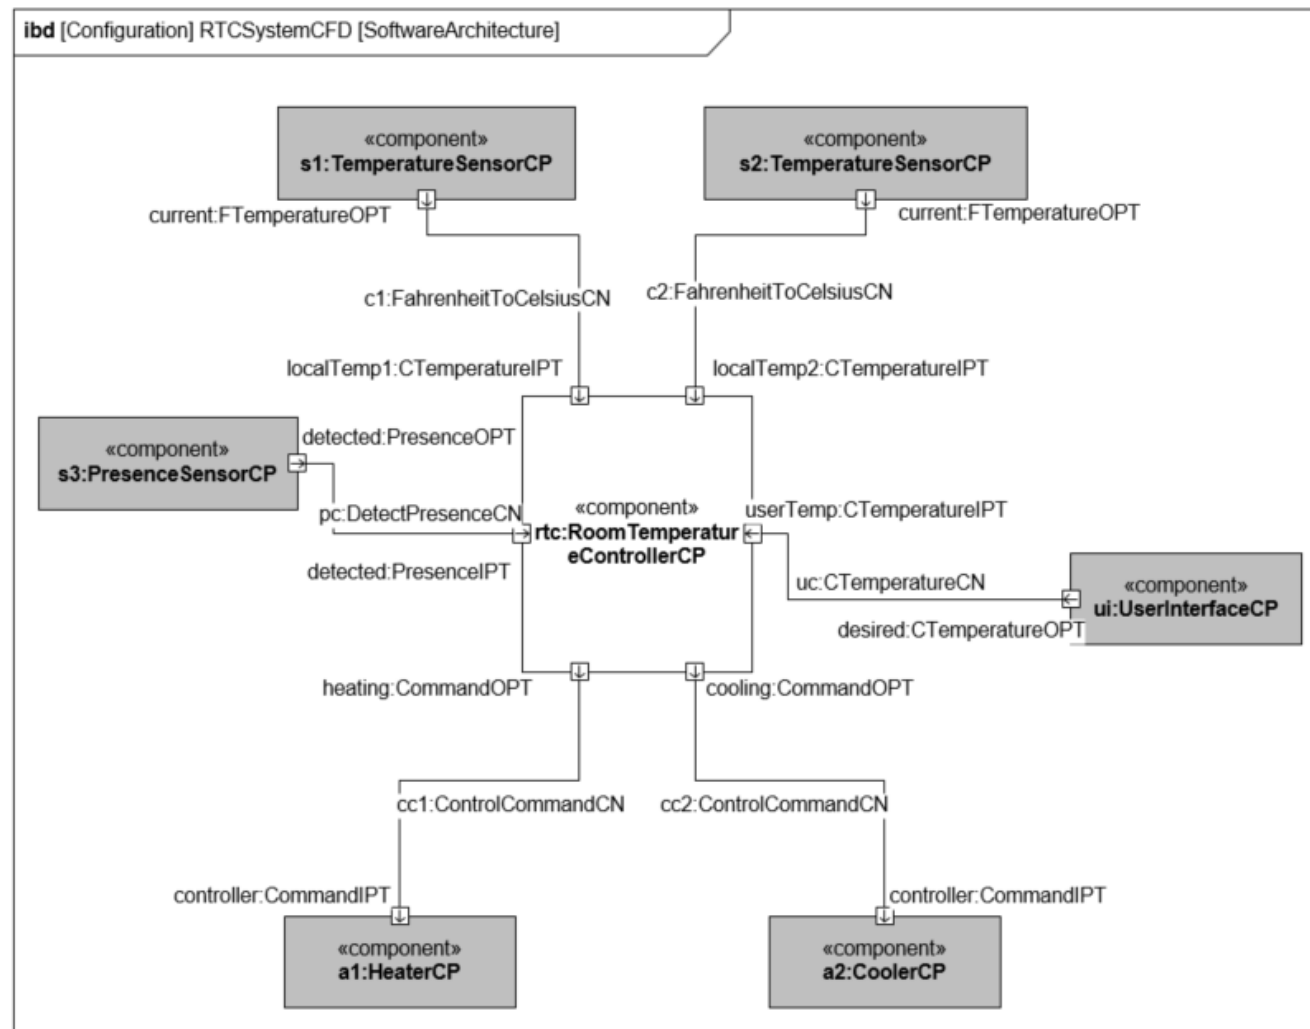 ibd [Configuration] RTCSystemCFD [SoftwareArchitecture]
«component»
s1:TemperatureSensorCP
«component»
s2:TemperatureSensorCP
current:FTemperatureOPT
current:FTemperatureOPT
c1:FahrenheitToCelsiusCN
c2:FahrenheitToCelsiusCN
localTemp1:CTemperatureIPT
localTemp2:CTemperatureIPT
«component»
s3:PresenceSensorCP
detected:PresenceOPT
pc:DetectPresenceCN
detected:PresenceIPT
«component»
rtc:RoomTemperatur
eControllerCP
userTemp:CTemperatureIPT
uc:CTemperatureCN
«component»
ui:UserInterfaceCP
desired:CTemperatureOPT
heating:CommandOPT
cooling:CommandOPT
cc1:ControlCommandCN
cc2:ControlCommandCN
controller:CommandIPT
controller:CommandIPT
«component»
a1:HeaterCP
«component»
a2:CoolerCP